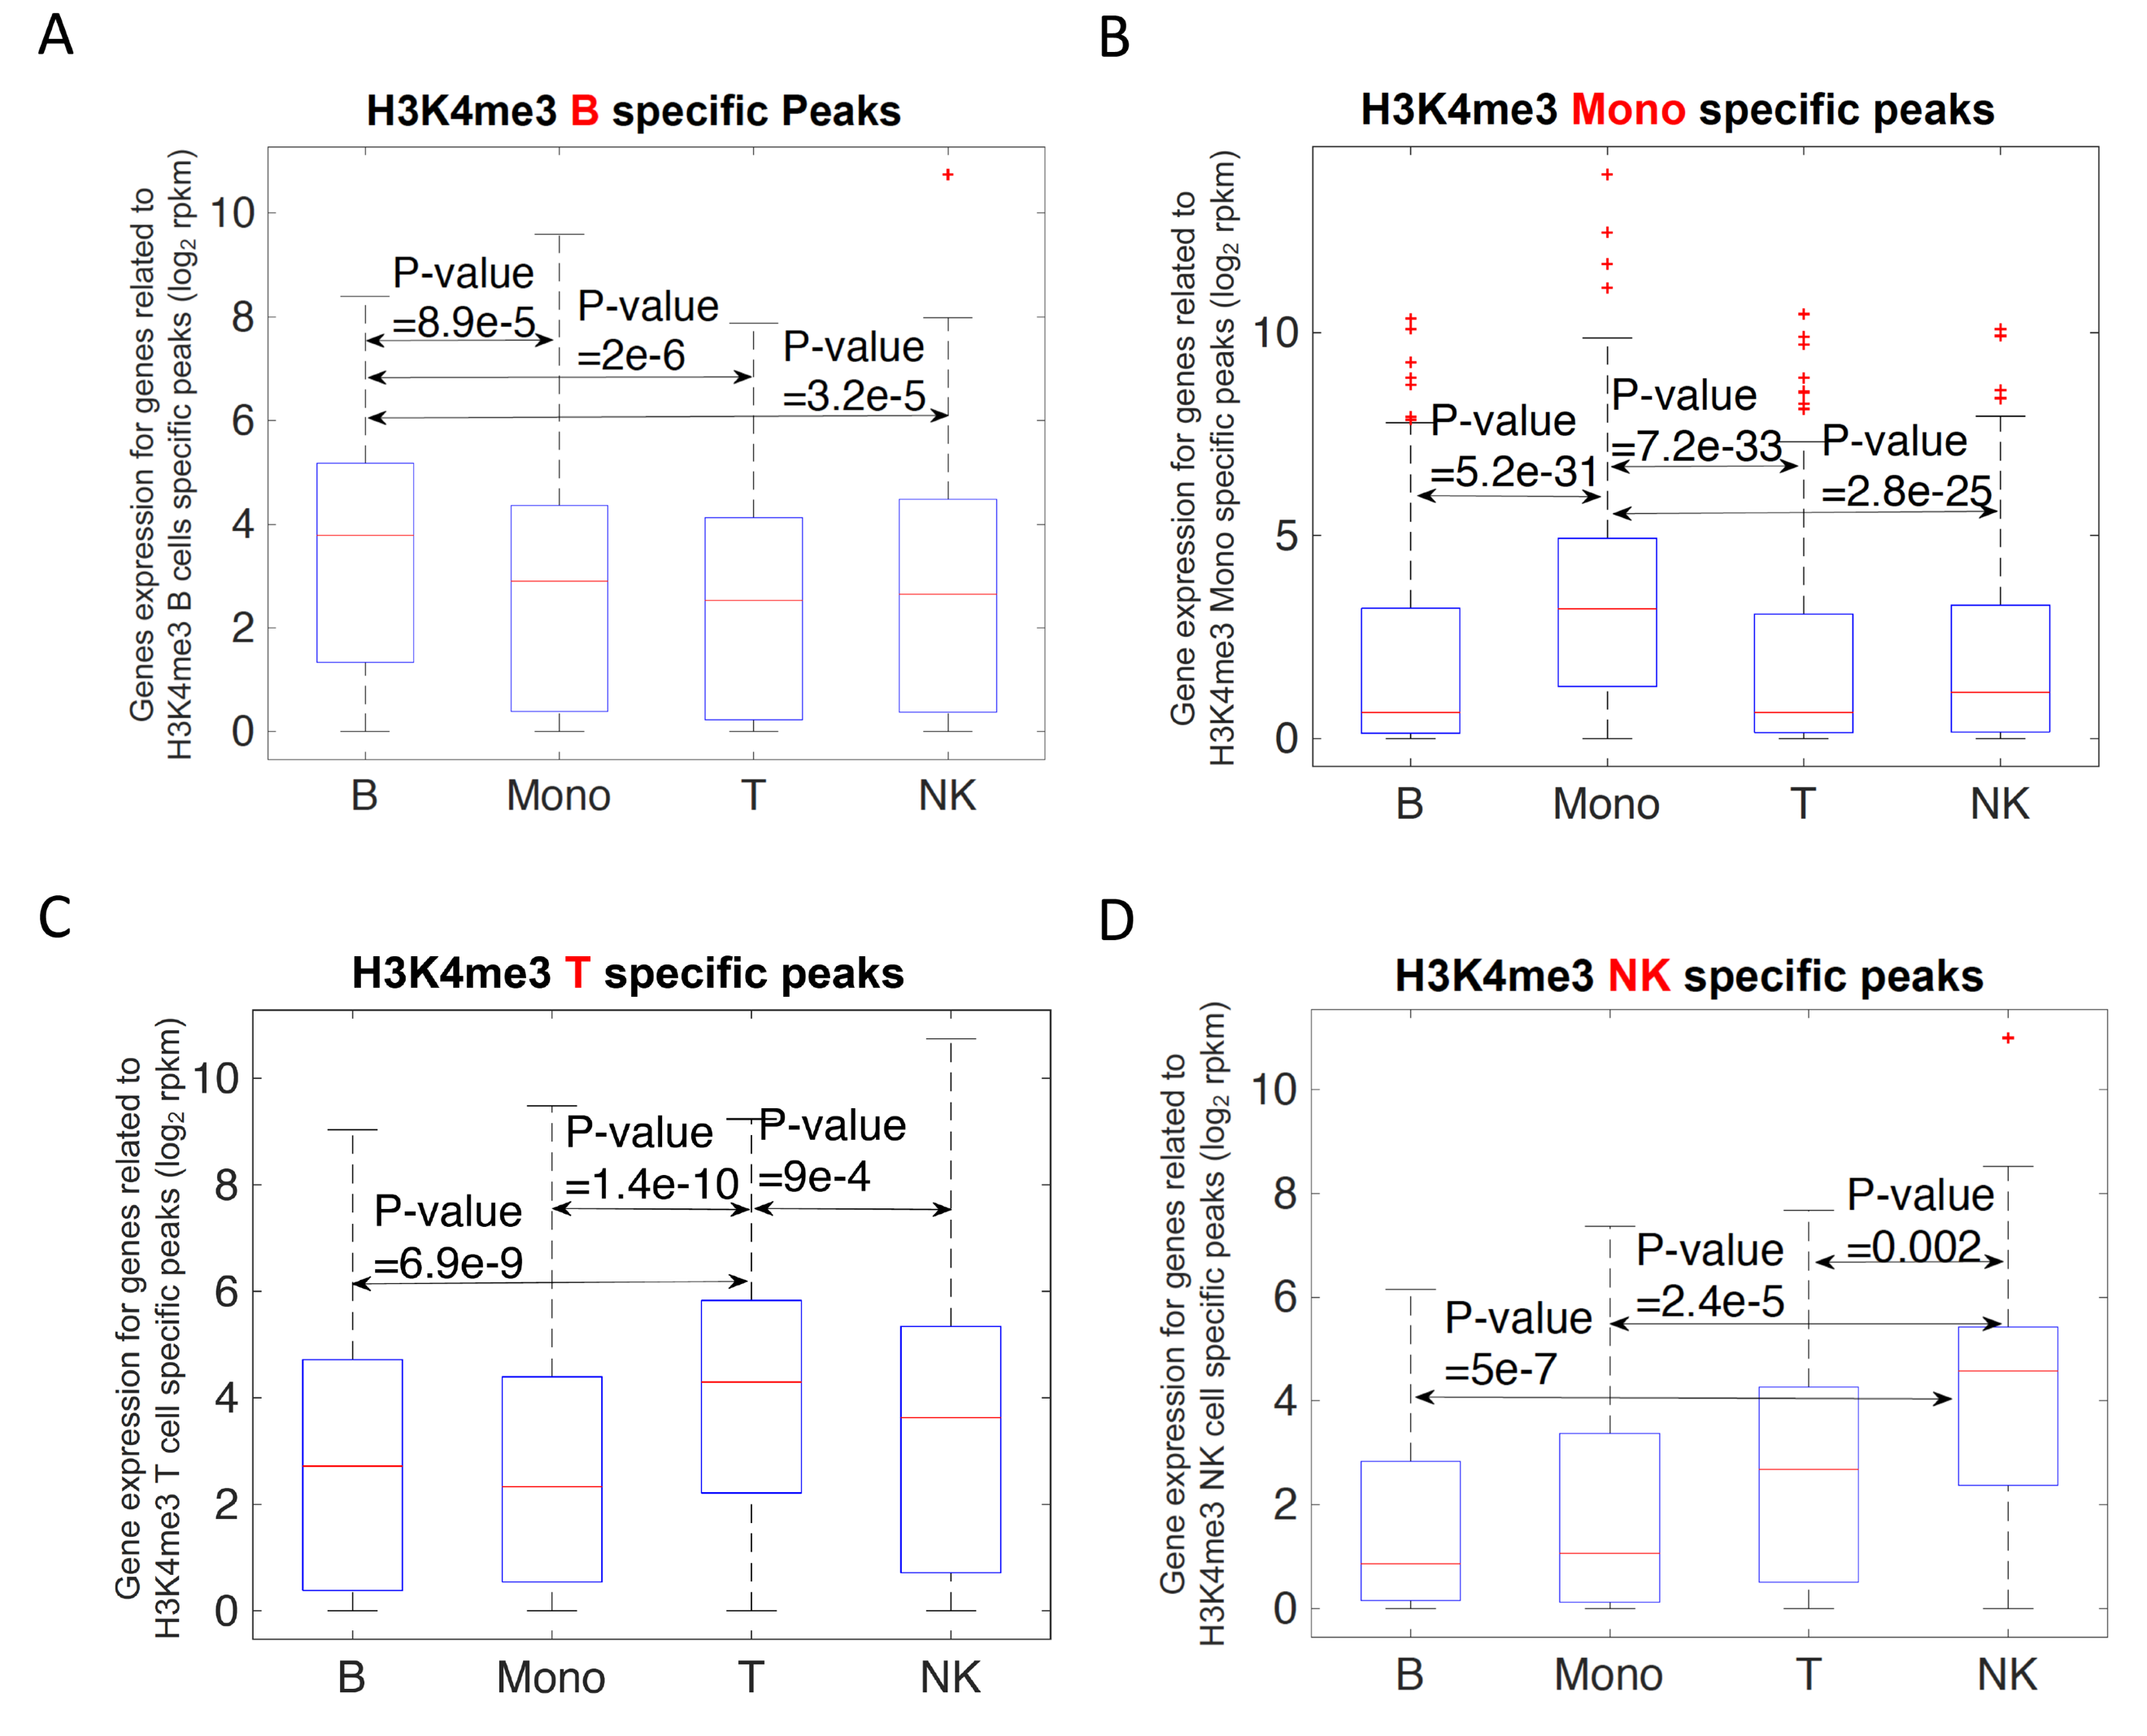 A
H3K4me3 B specific Peaks
Genes expression for genes related to
H3K4me3 B cells specific peaks (log₂ rpkm)
10
8
6
4
2
0
P-value
=8.9e-5
P-value
=2e-6
P-value
=3.2e-5
B Mono T NK
B
H3K4me3 Mono specific peaks
Gene expression for genes related to
H3K4me3 Mono specific peaks (log₂ rpkm)
10
5
0
P-value
=5.2e-31
P-value
=7.2e-33
P-value
=2.8e-25
B Mono T NK
C
H3K4me3 T specific peaks
Gene expression for genes related to
H3K4me3 T cell specific peaks (log₂ rpkm)
10
8
6
4
2
0
P-value
=6.9e-9
P-value
=1.4e-10
P-value
=9e-4
B Mono T NK
D
H3K4me3 NK specific peaks
Gene expression for genes related to
H3K4me3 NK cell specific peaks (log₂ rpkm)
10
8
6
4
2
0
P-value
=5e-7
P-value
=2.4e-5
P-value
=0.002
B Mono T NK